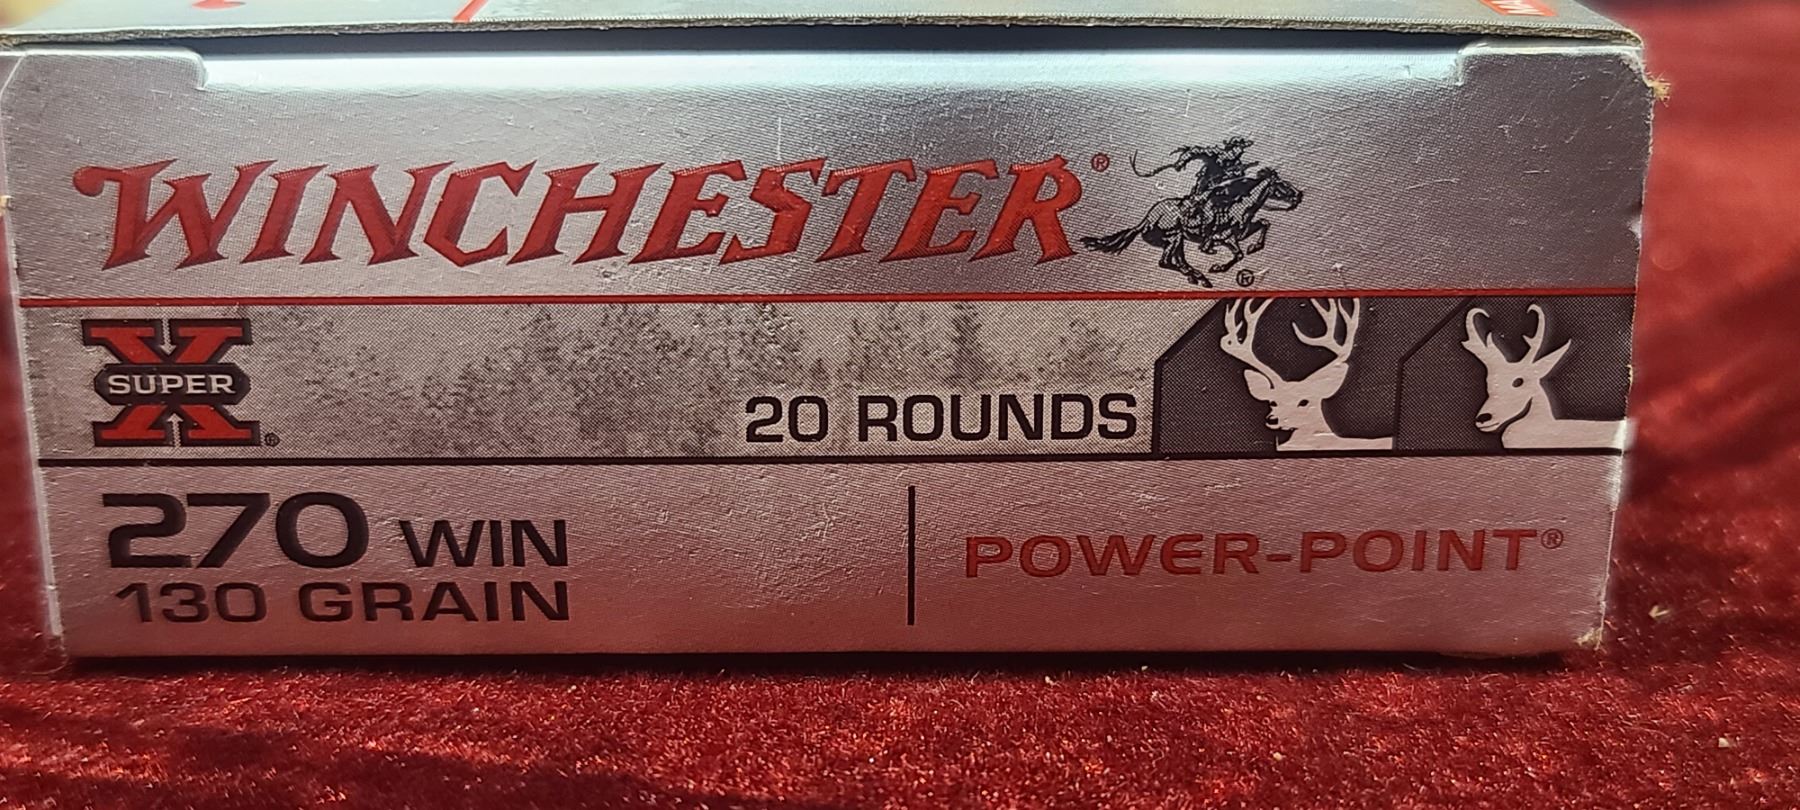 WINCHESTER®
®
X
SUPER
®
20 ROUNDS
270 WIN
130 GRAIN
POWER-POINT®